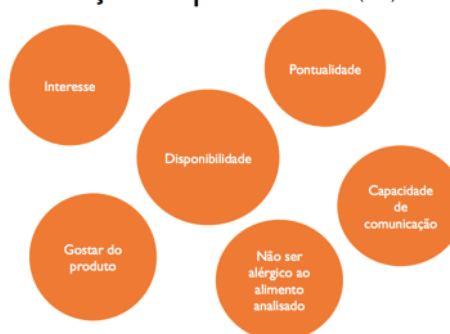 Interesse
Pontualidade
Disponibilidade
Capacidade
de
comunicação
Gostar do
produto
Não ser
alérgico ao
alimento
analisado